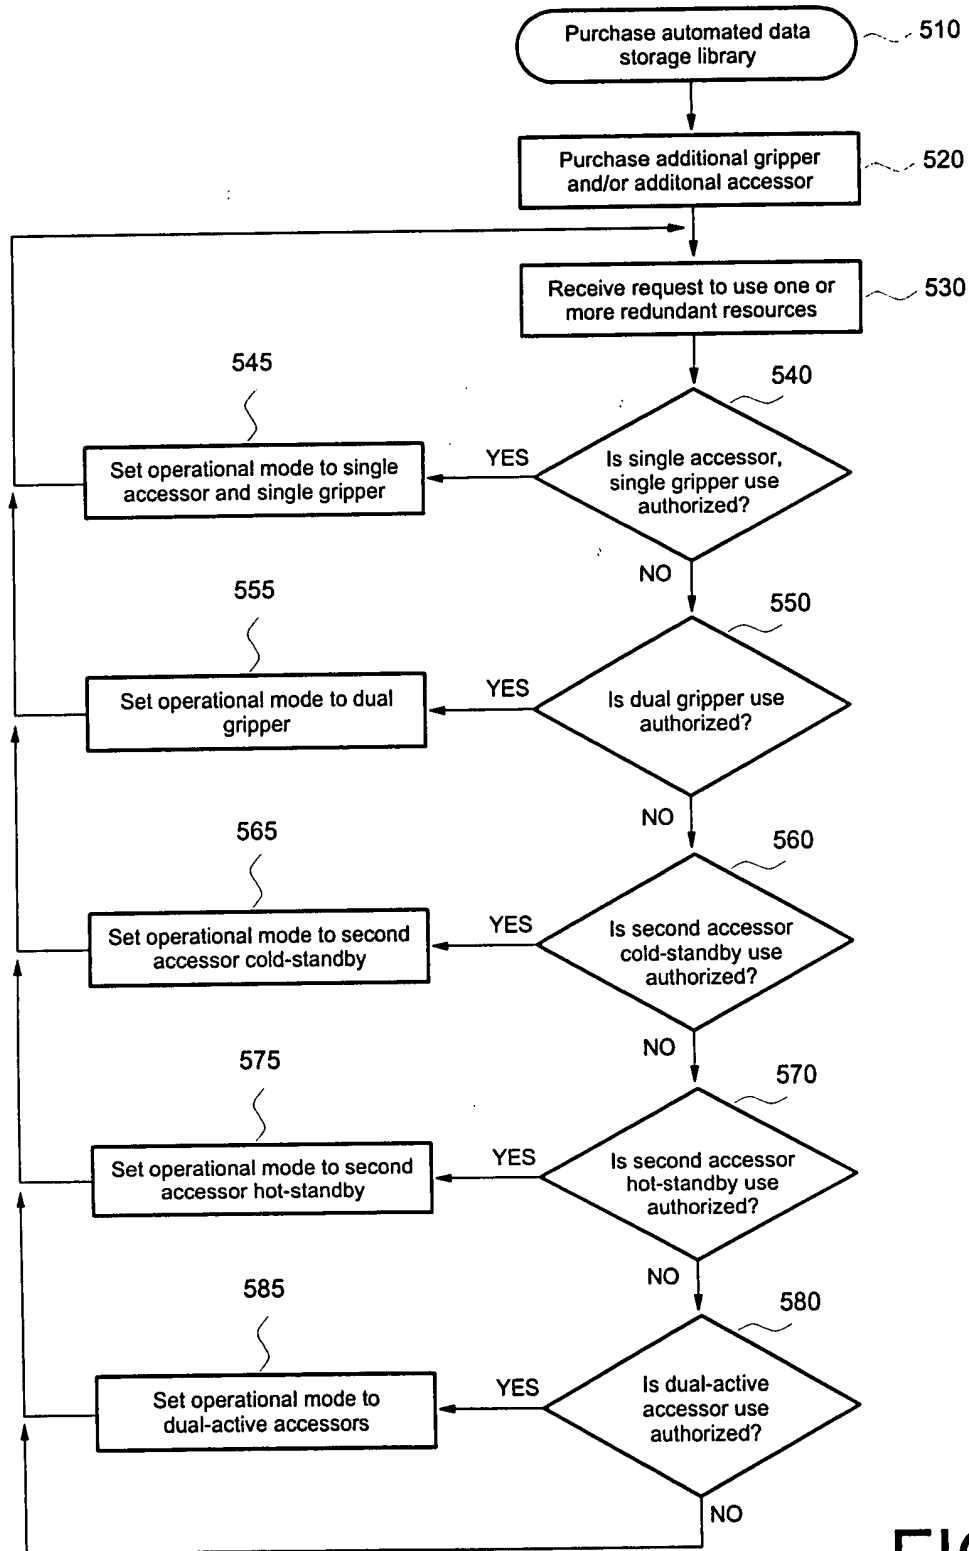 Purchase automated data
storage library
510
Purchase additional gripper
and/or additonal accessor
520
Receive request to use one or
more redundant resources
530
545
540
Set operational mode to single
accessor and single gripper
YES
Is single accessor,
single gripper use
authorized?
NO
555
550
Set operational mode to dual
gripper
YES
Is dual gripper use
authorized?
NO
565
560
Set operational mode to second
accessor cold-standby
YES
Is second accessor
cold-standby use
authorized?
NO
575
570
Set operational mode to second
accessor hot-standby
YES
Is second accessor
hot-standby use
authorized?
NO
585
580
Set operational mode to
dual-active accessors
YES
Is dual-active
accessor use
authorized?
NO